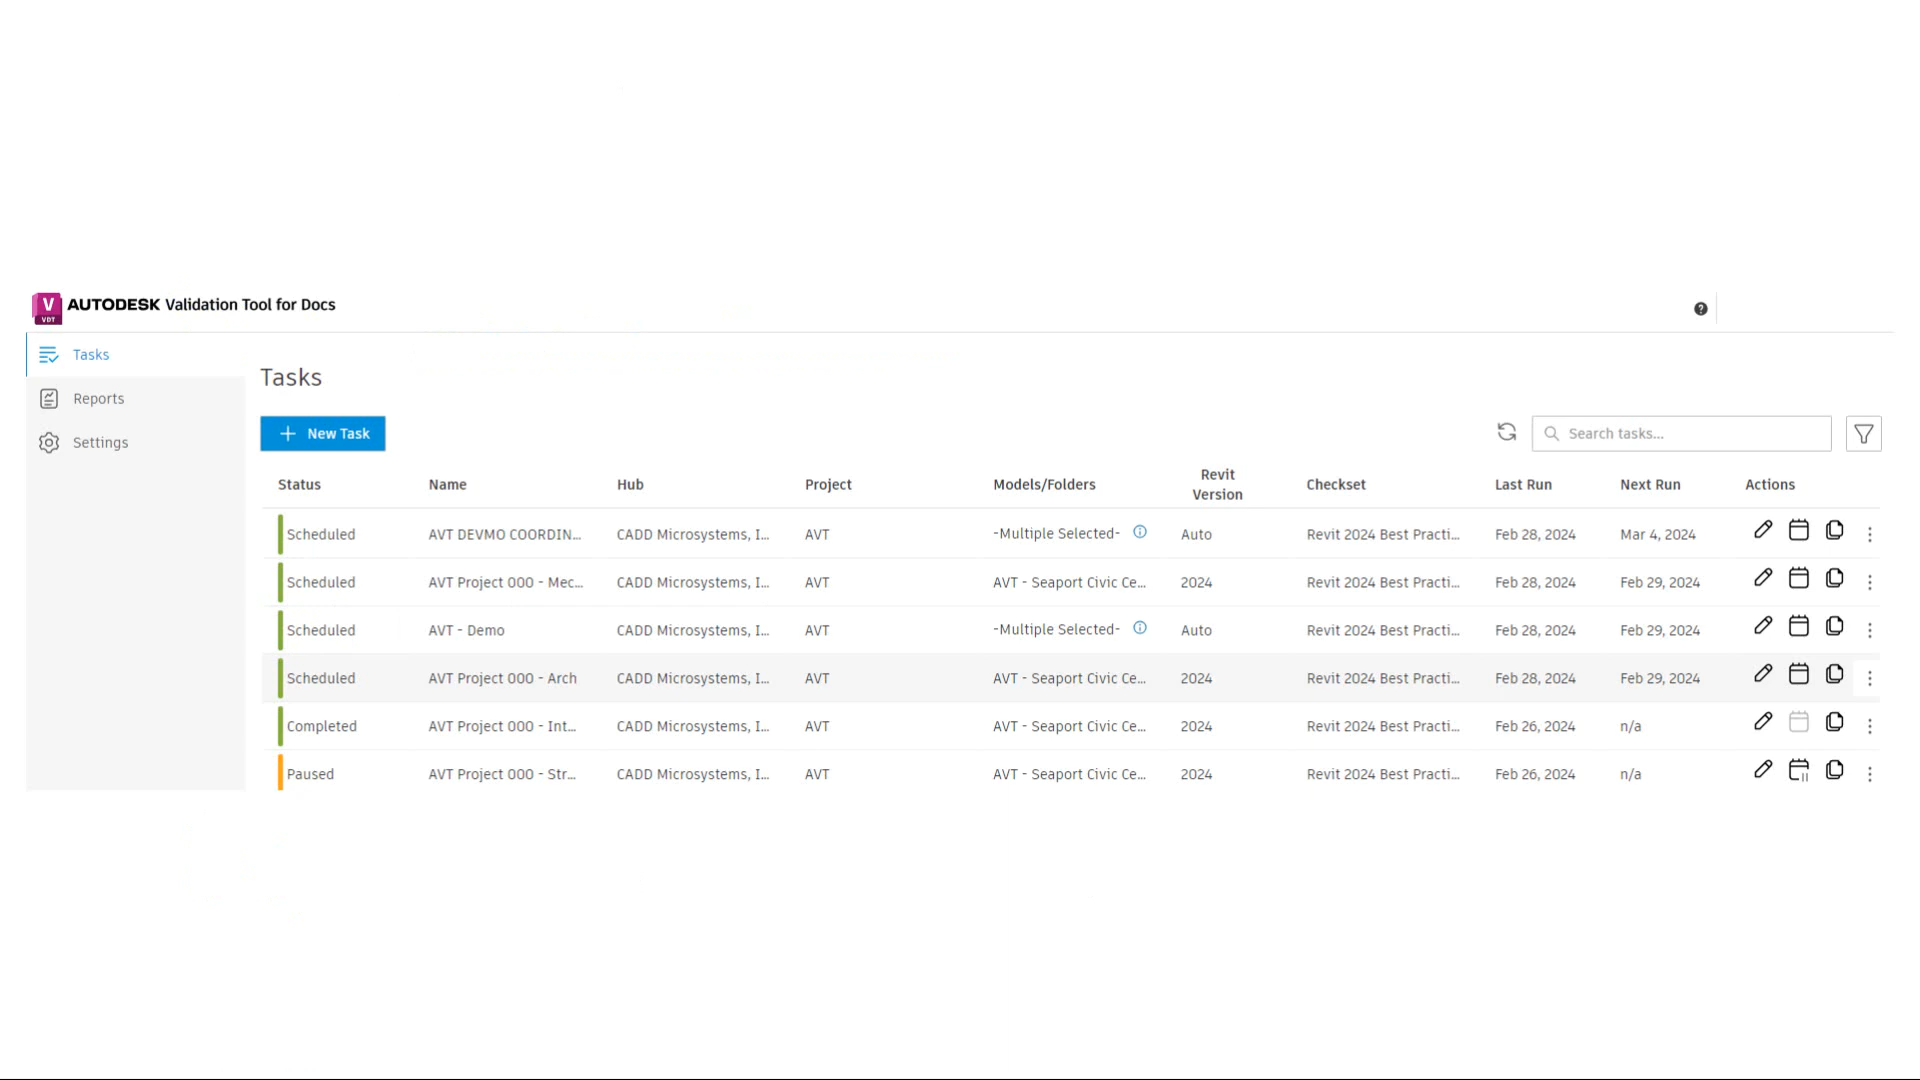 V
VDT
AUTODESK Validation Tool for Docs
?
Tasks
Reports
Settings
Tasks
+ New Task
Search tasks...
Status Name Hub Project Models/Folders Revit Version Checkset Last Run Next Run Actions
Scheduled AVT DEVMO COORDIN... CADD Microsystems, I... AVT -Multiple Selected- Auto Revit 2024 Best Practi... Feb 28, 2024 Mar 4, 2024
Scheduled AVT Project 000 - Mec... CADD Microsystems, I... AVT AVT - Seaport Civic Ce... 2024 Revit 2024 Best Practi... Feb 28, 2024 Feb 29, 2024
Scheduled AVT - Demo CADD Microsystems, I... AVT -Multiple Selected- Auto Revit 2024 Best Practi... Feb 28, 2024 Feb 29, 2024
Scheduled AVT Project 000 - Arch CADD Microsystems, I... AVT AVT - Seaport Civic Ce... 2024 Revit 2024 Best Practi... Feb 28, 2024 Feb 29, 2024
Completed AVT Project 000 - Int... CADD Microsystems, I... AVT AVT - Seaport Civic Ce... 2024 Revit 2024 Best Practi... Feb 26, 2024 n/a
Paused AVT Project 000 - Str... CADD Microsystems, I... AVT AVT - Seaport Civic Ce... 2024 Revit 2024 Best Practi... Feb 26, 2024 n/a